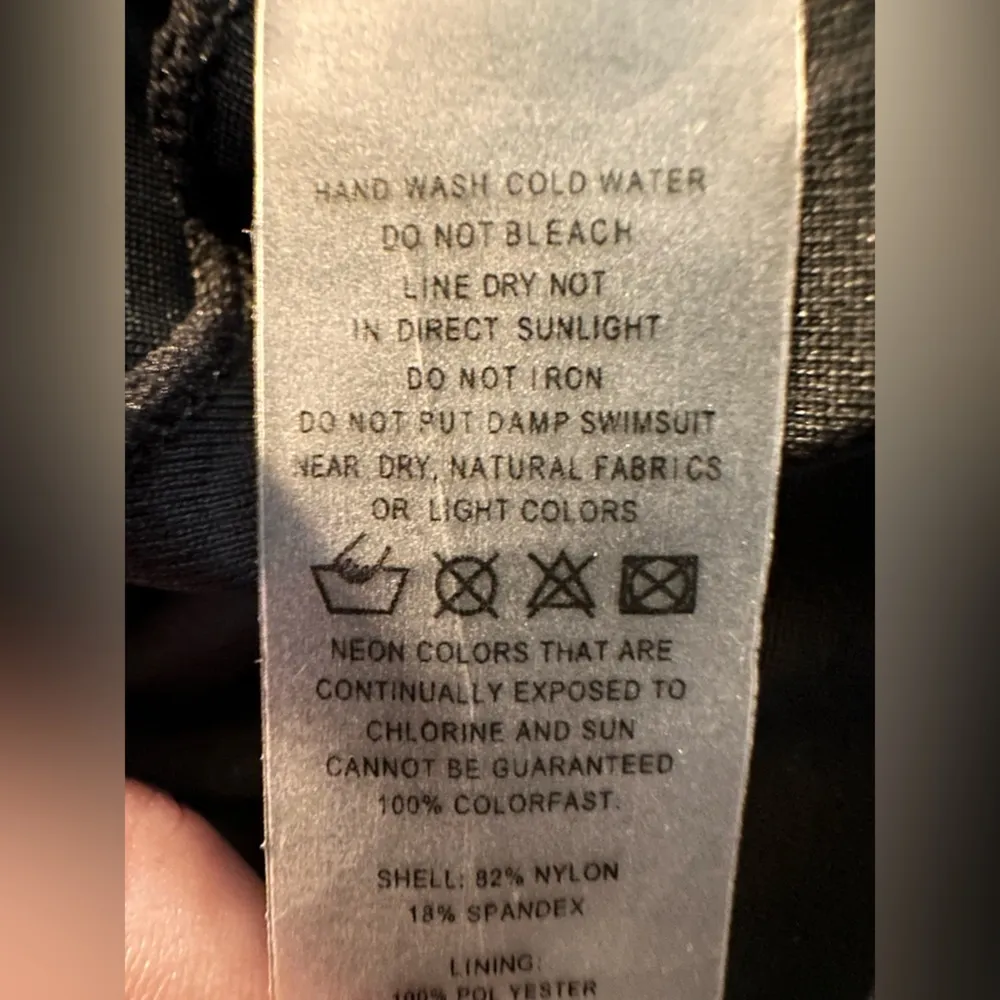 HAND WASH COLD WATER
DO NOT BLEACH
LINE DRY NOT
IN DIRECT SUNLIGHT
DO NOT IRON
DO NOT PUT DAMP SWIMSUIT
NEAR DRY, NATURAL FABRICS
OR LIGHT COLORS
NEON COLORS THAT ARE
CONTINUALLY EXPOSED TO
CHLORINE AND SUN
CANNOT BE GUARANTEED
100% COLORFAST.
SHELL: 82% NYLON
18% SPANDEX
LINING:
100% POLYESTER